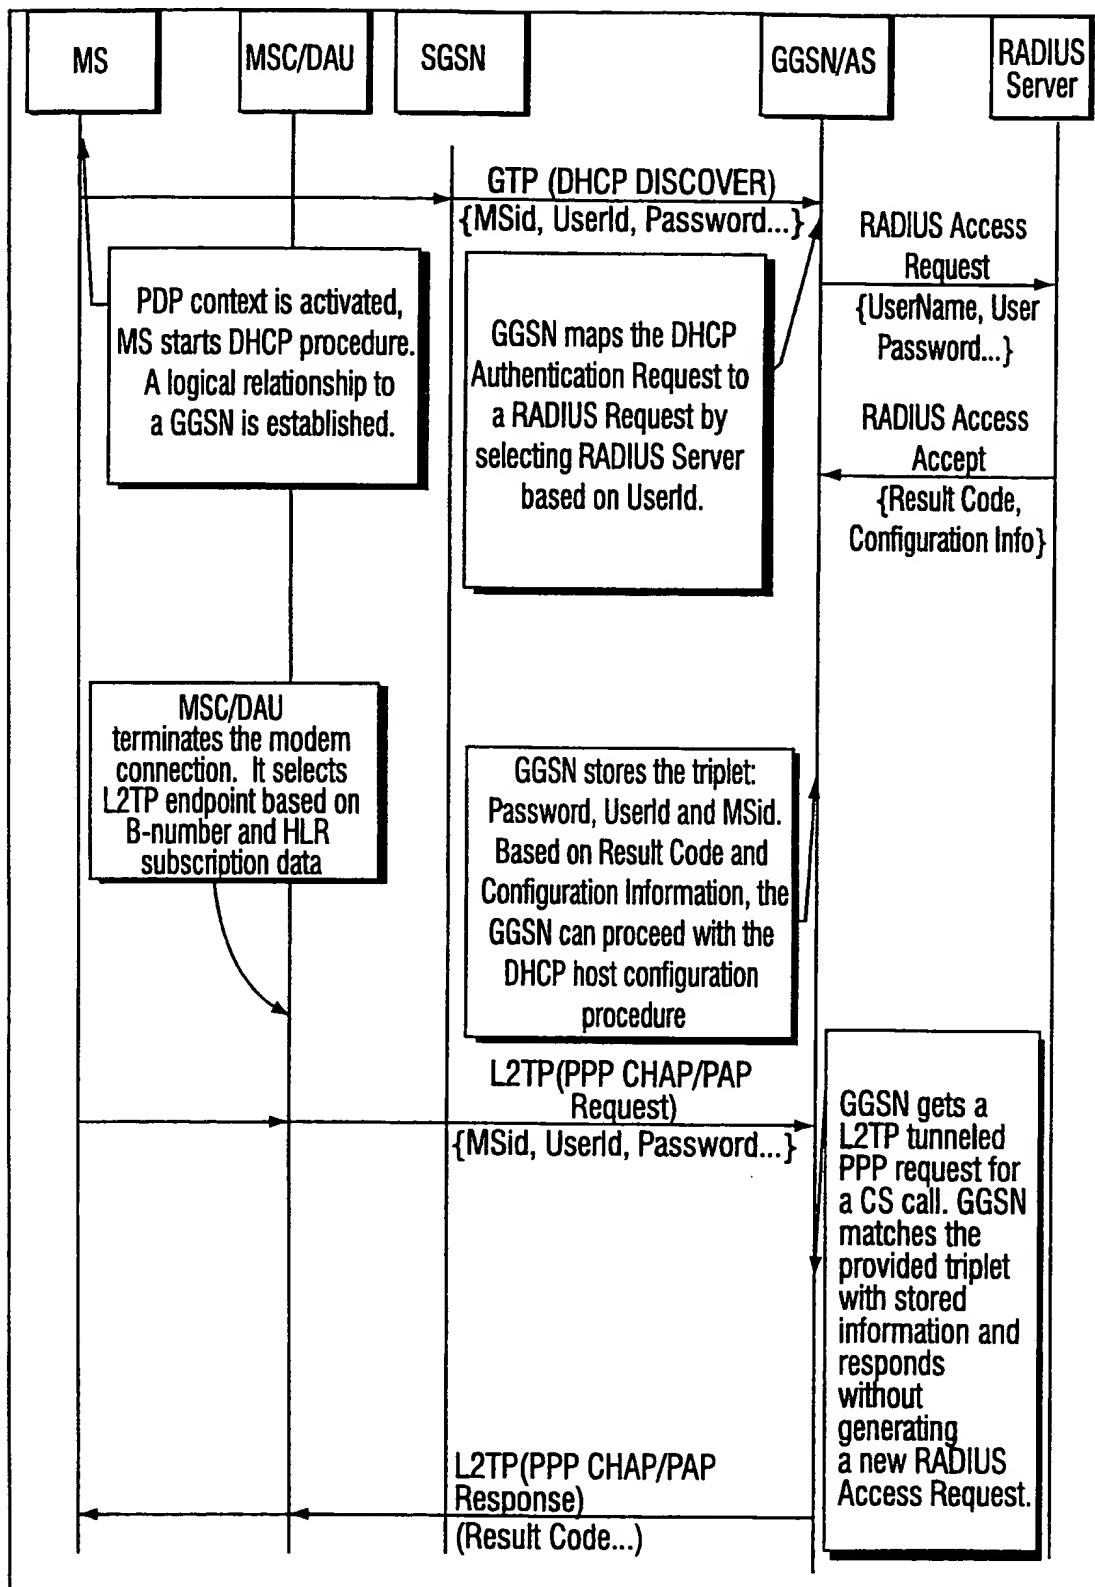 MS
MSC/DAU
SGSN
GGSN/AS
RADIUS
Server
GTP (DHCP DISCOVER)
{MSid, UserId, Password...}
RADIUS Access
Request
{UserName, User
Password...}
PDP context is activated,
MS starts DHCP procedure.
A logical relationship to
a GGSN is established.
GGSN maps the DHCP
Authentication Request to
a RADIUS Request by
selecting RADIUS Server
based on UserId.
RADIUS Access
Accept
{Result Code,
Configuration Info}
MSC/DAU
terminates the modem
connection. It selects
L2TP endpoint based on
B-number and HLR
subscription data
GGSN stores the triplet:
Password, UserId and MSid.
Based on Result Code and
Configuration Information, the
GGSN can proceed with the
DHCP host configuration
procedure
L2TP(PPP CHAP/PAP
Request)
{MSid, UserId, Password...}
GGSN gets a
L2TP tunneled
PPP request for
a CS call. GGSN
matches the
provided triplet
with stored
information and
responds
without
generating
a new RADIUS
Access Request.
L2TP(PPP CHAP/PAP
Response)
(Result Code...)